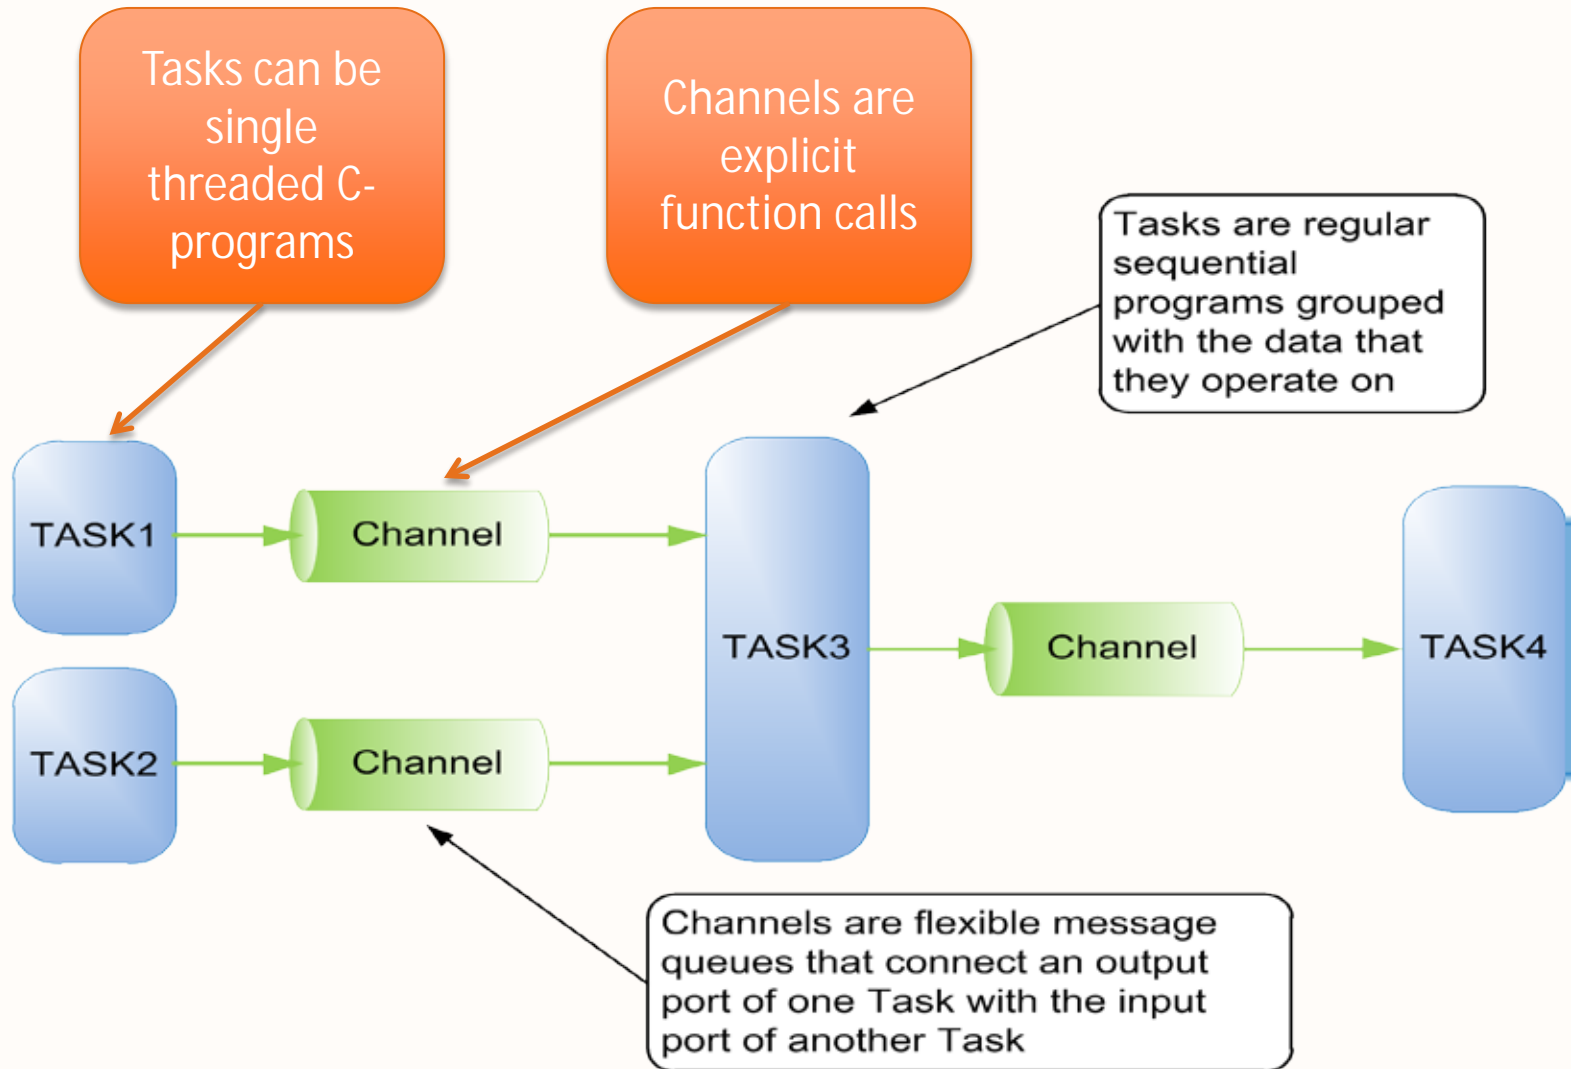 Tasks can be
single
threaded C-
programs
Channels are
explicit
function calls
Tasks are regular
sequential
programs grouped
with the data that
they operate on
TASK1
Channel
TASK3
Channel
TASK4
TASK2
Channel
Channels are flexible message
queues that connect an output
port of one Task with the input
port of another Task